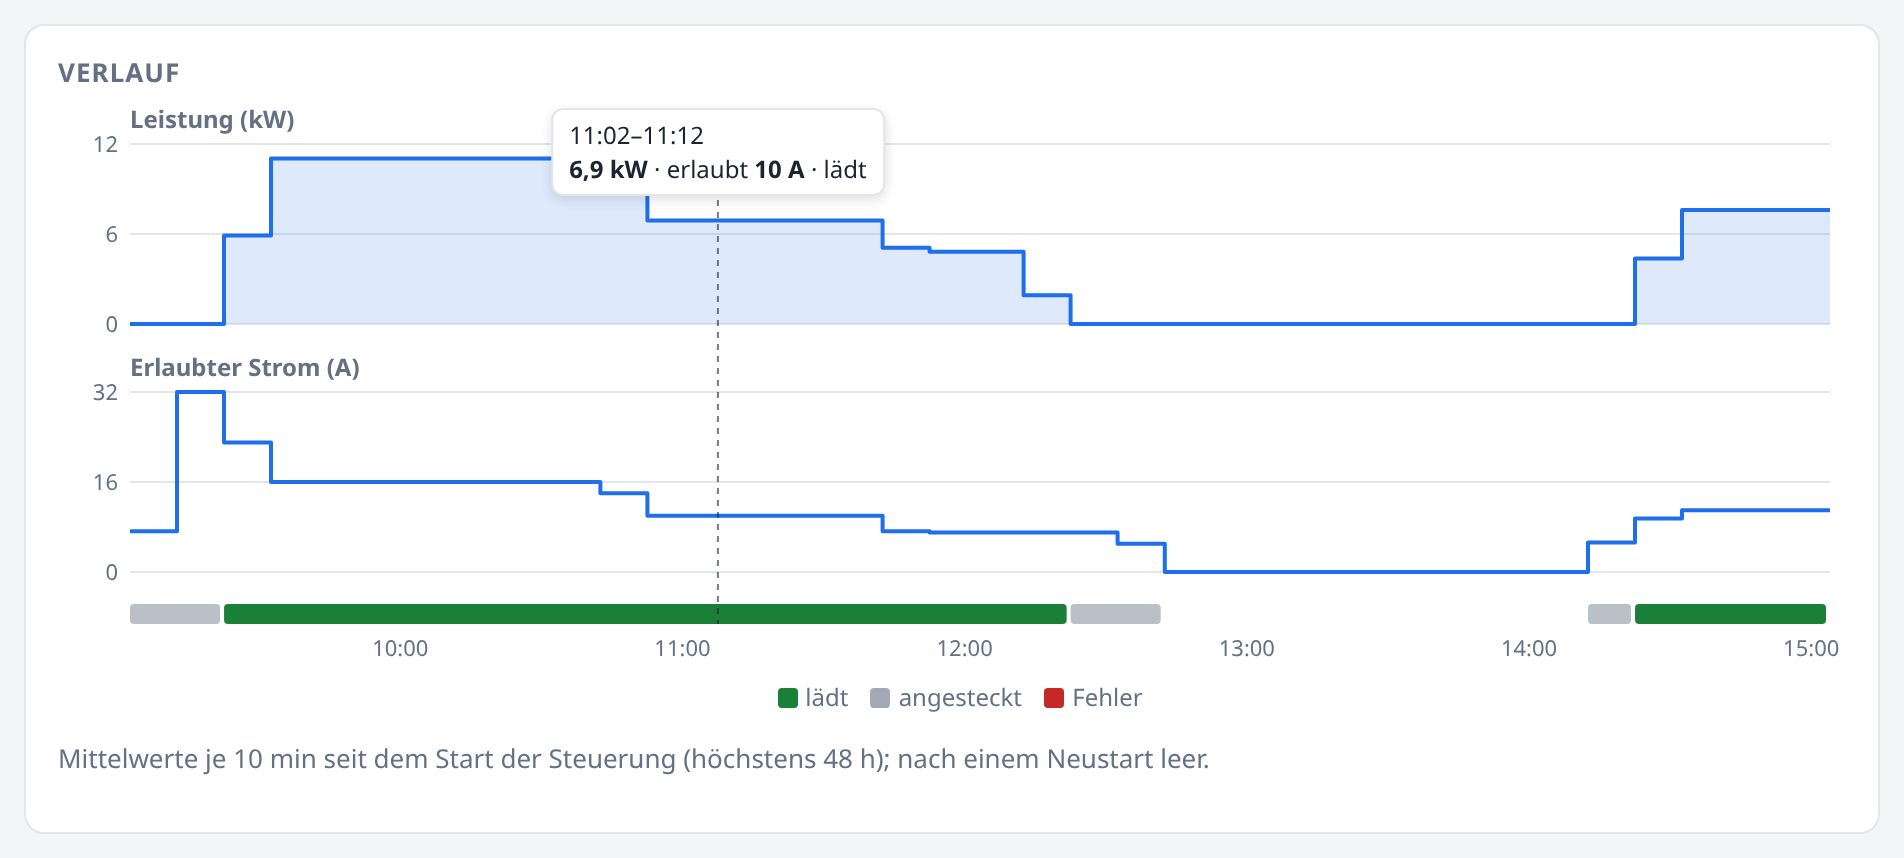 VERLAUF
Leistung (kW)
12
6
0
11:02–11:12
6,9 kW · erlaubt 10 A · lädt
Erlaubter Strom (A)
32
16
0
10:00 11:00 12:00 13:00 14:00 15:00
lädt angesteckt Fehler
Mittelwerte je 10 min seit dem Start der Steuerung (höchstens 48 h); nach einem Neustart leer.